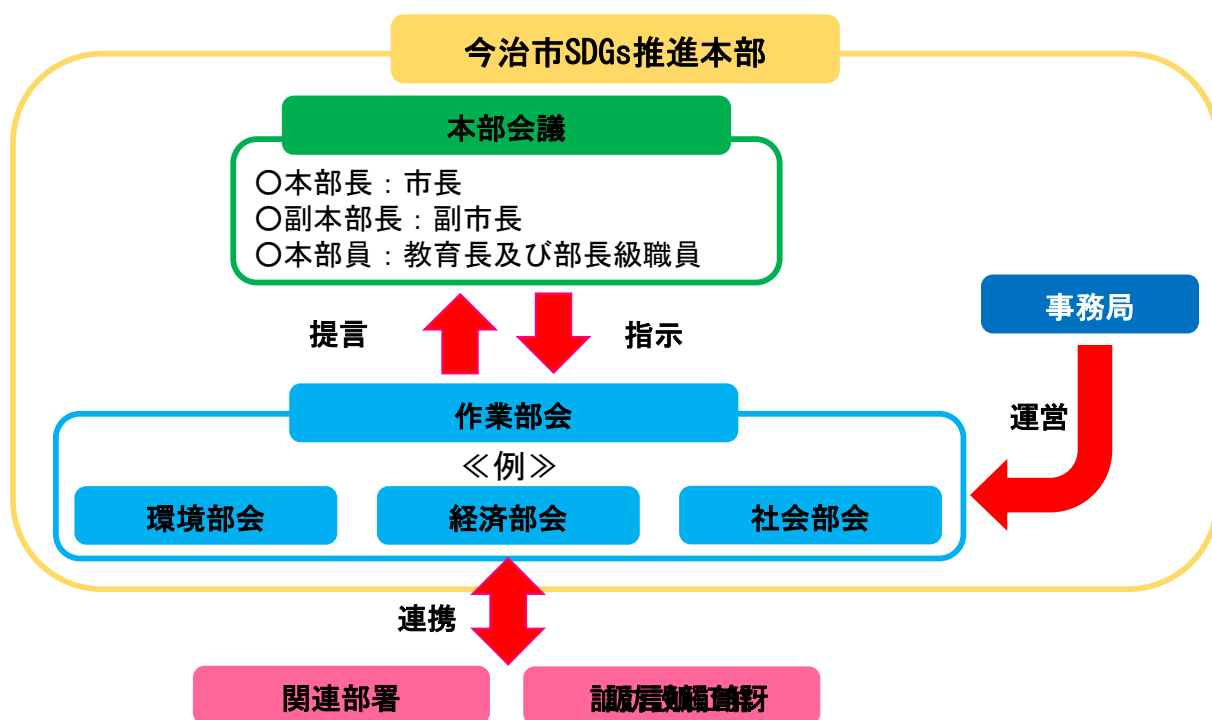 今治市SDGs推進本部
本部会議
〇本部長：市長
〇副本部長：副市長
〇本部員：教育長及び部長級職員
提言
指示
事務局
作業部会
運営
≪例≫
環境部会
経済部会
社会部会
連携
関連部署